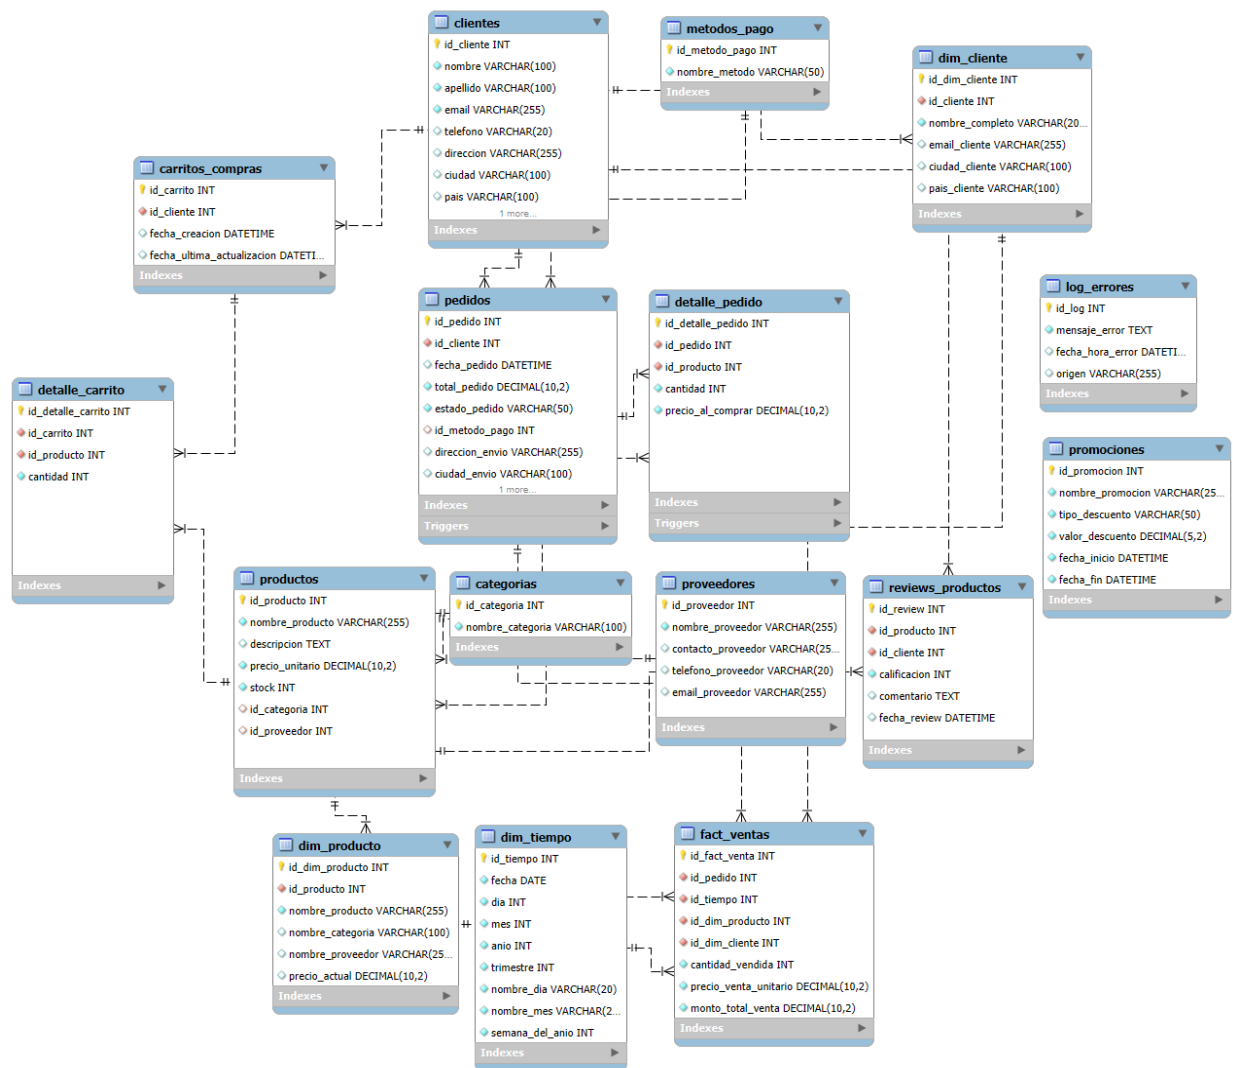 clientes
id_cliente INT
nombre VARCHAR(100)
apellido VARCHAR(100)
email VARCHAR(255)
telefono VARCHAR(20)
direccion VARCHAR(255)
ciudad VARCHAR(100)
pais VARCHAR(100)
1 more...
Indexes
metodos_pago
id_metodo_pago INT
nombre_metodo VARCHAR(50)
Indexes
dim_cliente
id_dim_cliente INT
id_cliente INT
nombre_completo VARCHAR(20...
email_cliente VARCHAR(255)
ciudad_cliente VARCHAR(100)
pais_cliente VARCHAR(100)
Indexes
carritos_compras
id_carrito INT
id_cliente INT
fecha_creacion DATETIME
fecha_ultima_actualizacion DATETI...
Indexes
pedidos
id_pedido INT
id_cliente INT
fecha_pedido DATETIME
total_pedido DECIMAL(10,2)
estado_pedido VARCHAR(50)
id_metodo_pago INT
direccion_envio VARCHAR(255)
ciudad_envio VARCHAR(100)
1 more...
Indexes
Triggers
detalle_pedido
id_detalle_pedido INT
id_pedido INT
id_producto INT
cantidad INT
precio_al_comprar DECIMAL(10,2)
Indexes
Triggers
log_errores
id_log INT
mensaje_error TEXT
fecha_hora_error DATETI...
origen VARCHAR(255)
Indexes
detalle_carrito
id_detalle_carrito INT
id_carrito INT
id_producto INT
cantidad INT
Indexes
promociones
id_promocion INT
nombre_promocion VARCHAR(25...
tipo_descuento VARCHAR(50)
valor_descuento DECIMAL(5,2)
fecha_inicio DATETIME
fecha_fin DATETIME
Indexes
productos
id_producto INT
nombre_producto VARCHAR(255)
descripcion TEXT
precio_unitario DECIMAL(10,2)
stock INT
id_categoria INT
id_proveedor INT
Indexes
categorias
id_categoria INT
nombre_categoria VARCHAR(100)
Indexes
proveedores
id_proveedor INT
nombre_proveedor VARCHAR(255)
contacto_proveedor VARCHAR(25...
telefono_proveedor VARCHAR(20)
email_proveedor VARCHAR(255)
Indexes
reviews_productos
id_review INT
id_producto INT
id_cliente INT
calificacion INT
comentario TEXT
fecha_review DATETIME
Indexes
dim_producto
id_dim_producto INT
id_producto INT
nombre_producto VARCHAR(255)
nombre_categoria VARCHAR(100)
nombre_proveedor VARCHAR(25...
precio_actual DECIMAL(10,2)
Indexes
dim_tiempo
id_tiempo INT
fecha DATE
dia INT
mes INT
anio INT
trimestre INT
nombre_dia VARCHAR(20)
nombre_mes VARCHAR(2...
semana_del_anio INT
Indexes
fact_ventas
id_fact_venta INT
id_pedido INT
id_tiempo INT
id_dim_producto INT
id_dim_cliente INT
cantidad_vendida INT
precio_venta_unitario DECIMAL(10,2)
monto_total_venta DECIMAL(10,2)
Indexes